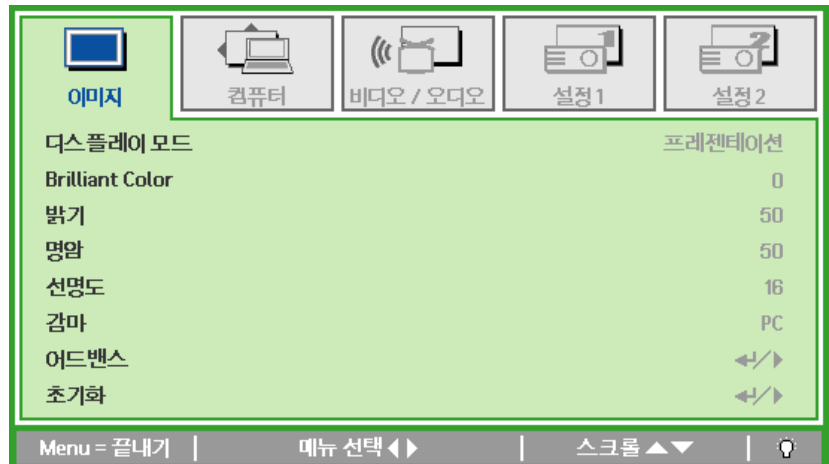 이미지
컴퓨터
비디오 / 오디오
설정 1
설정 2
디스플레이 모드 프레젠테이션
Brilliant Color 0
밝기 50
명암 50
선명도 16
감마 PC
어드밴스
초기화
Menu = 끝내기 메뉴 선택 스크롤